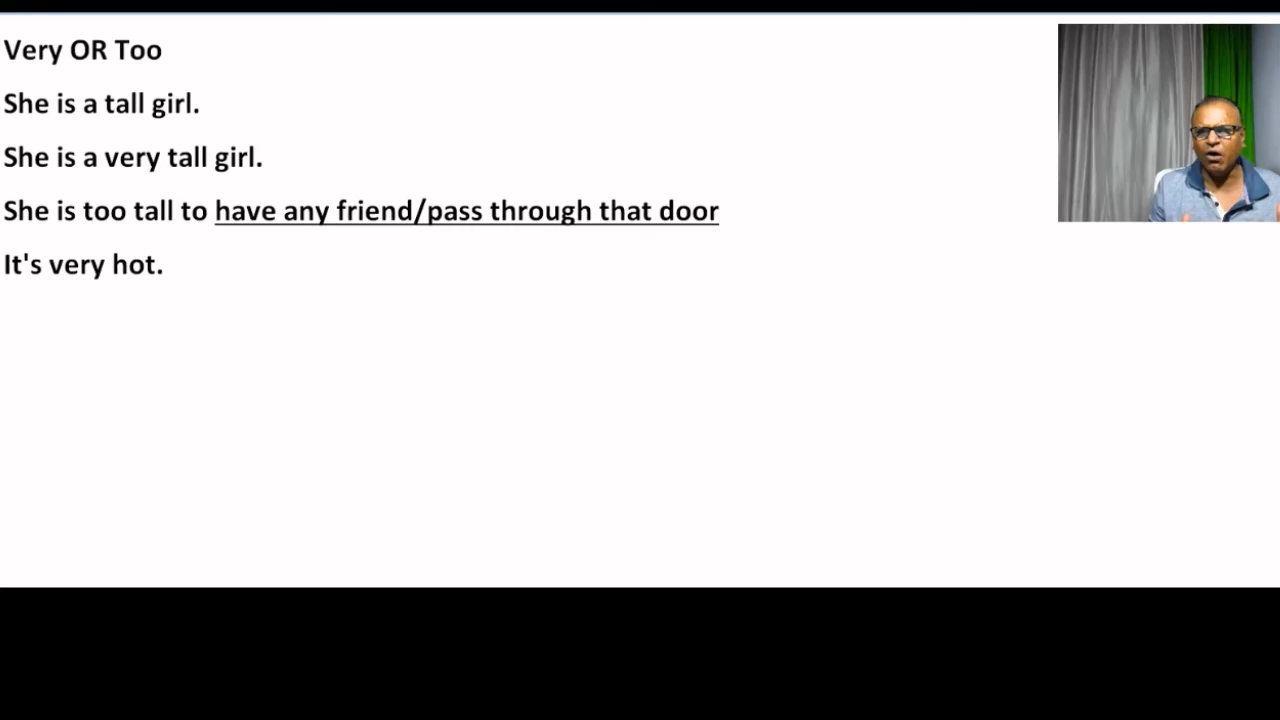 Very OR Too
She is a tall girl.
She is a very tall girl.
She is too tall to have any friend/pass through that door
It's very hot.